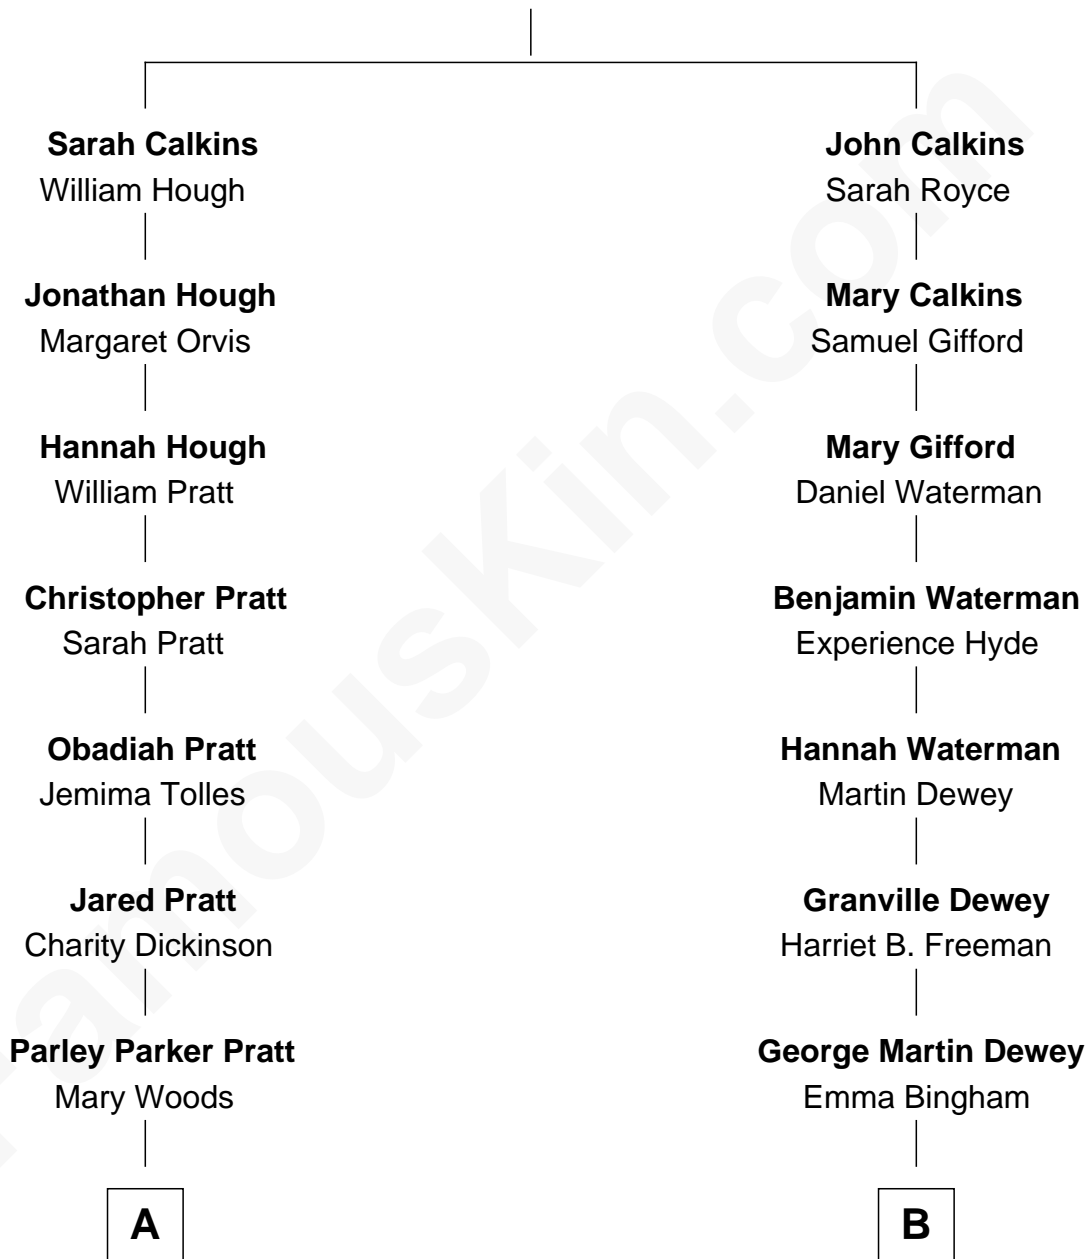 Sarah Calkins
William Hough
Jonathan Hough
Margaret Orvis
Hannah Hough
William Pratt
Christopher Pratt
Sarah Pratt
Obadiah Pratt
Jemima Tolles
Jared Pratt
Charity Dickinson
Parley Parker Pratt
Mary Woods
A
John Calkins
Sarah Royce
Mary Calkins
Samuel Gifford
Mary Gifford
Daniel Waterman
Benjamin Waterman
Experience Hyde
Hannah Waterman
Martin Dewey
Granville Dewey
Harriet B. Freeman
George Martin Dewey
Emma Bingham
B
FamousKin.com